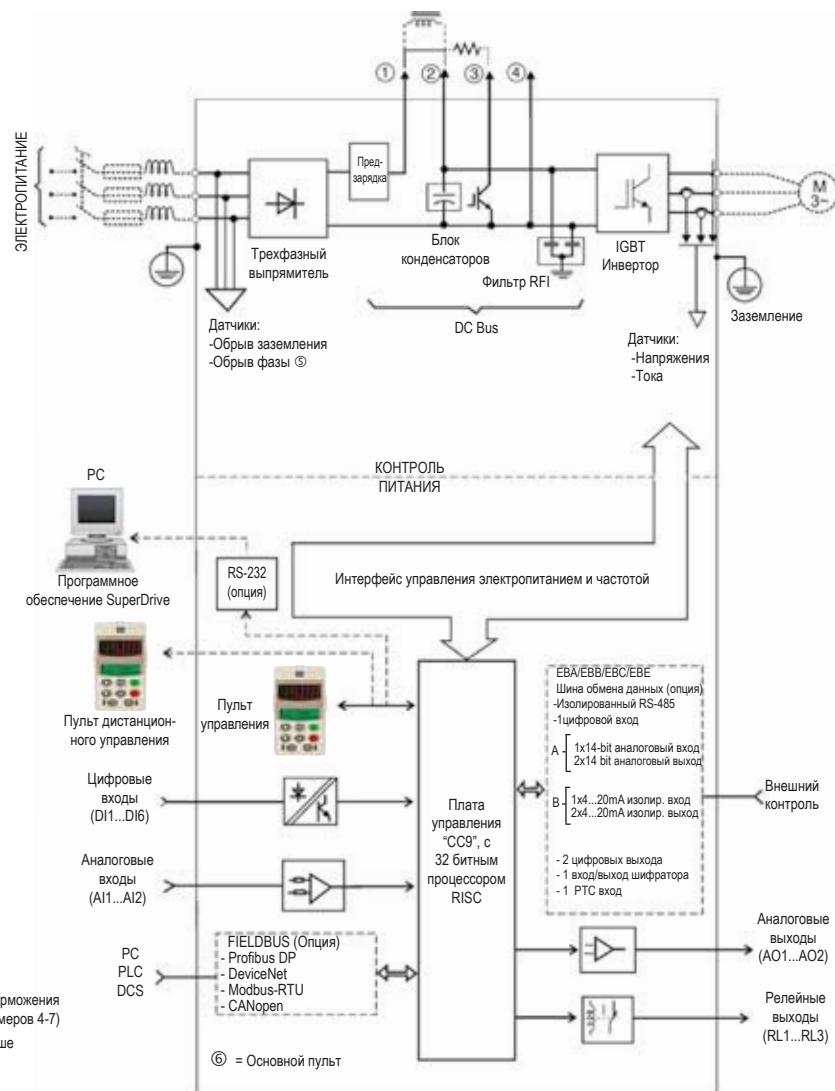 ① ② ③ ④
ЭЛЕКТРОПИТАНИЕ
Пред-
зарядка
M
3~
Трехфазный
выпрямитель
Блок
конденсаторов
Фильтр RFI
IGBT
Инвертор
DC Bus
Заземление
Датчики:
-Обрыв заземления
-Обрыв фазы ⑤
Датчики:
-Напряжения
-Тока
КОНТРОЛЬ
ПИТАНИЯ
PC
Программное
обеспечение SuperDrive
RS-232
(опция)
Интерфейс управления электропитанием и частотой
Пульт дистанцион-
ного управления
Пульт
управления
Цифровые
входы
(DI1...DI6)
Аналоговые
входы
(AI1...AI2)
PC
PLC
DCS
FIELDBUS (Опция)
- Profibus DP
- DeviceNet
- Modbus-RTU
- CANopen
Плата
управления
“CC9”, с
32 битным
процессором
RISC
EBA/EBB/EBC/EBE
Шина обмена данных (опция)
-Изолированный RS-485
-1цифровой вход
A - 1x14-bit аналоговый вход
2x14 bit аналоговый выход
B - 1x4...20mA изолир. вход
2x4...20mA изолир. выход
- 2 цифровых выхода
- 1 вход/выход шифратора
- 1 PTC вход
Внешний
контроль
Аналоговые
выходы
(AO1...AO2)
Релейные
выходы
(RL1...RL3)
⑥ = Основной пульт